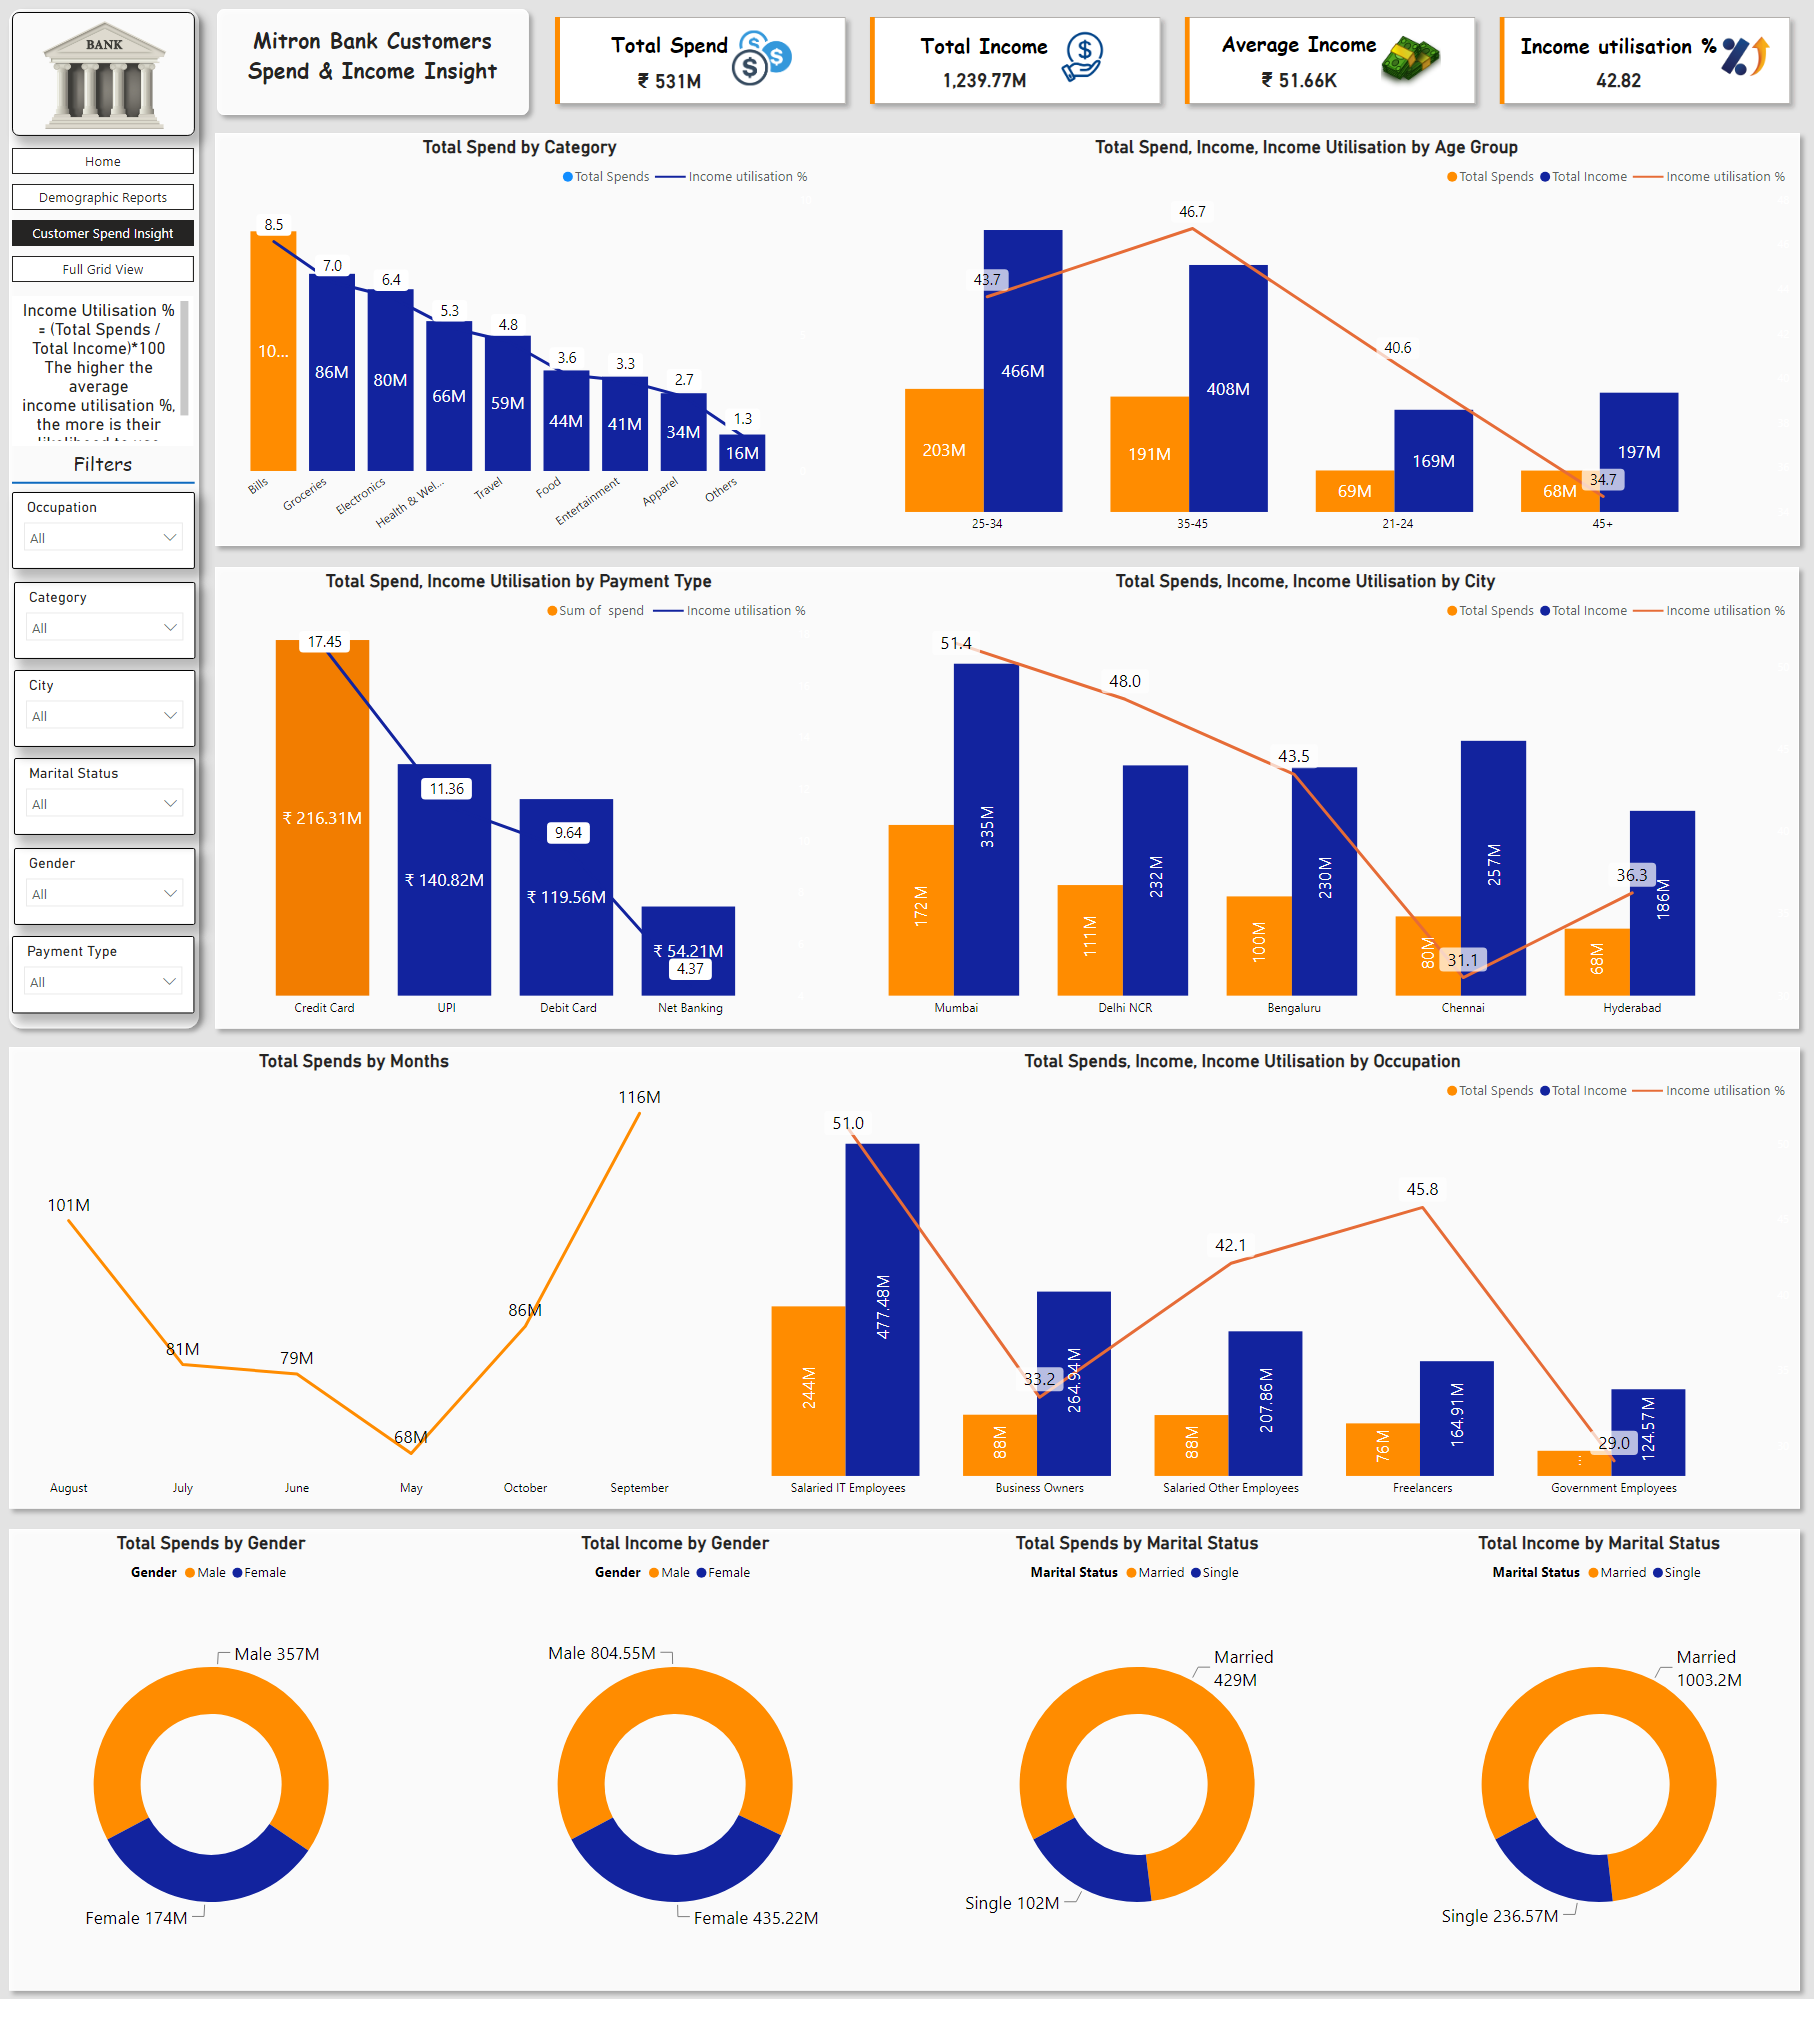 BANK
Mitron Bank Customers
Spend & Income Insight
Total Spend
₹ 531M
Total Income
1,239.77M
Average Income
₹ 51.66K
Income utilisation %
42.82
Home
Demographic Reports
Customer Spend Insight
Full Grid View
Income Utilisation %
= (Total Spends /
Total Income)*100
The higher the
average
income utilisation %,
the more is their
Filters
Occupation
All
Category
All
City
All
Marital Status
All
Gender
All
Payment Type
All
Total Spend by Category
Total Spends Income utilisation %
8.5
7.0
6.4
5.3
4.8
3.6
3.3
2.7
1.3
10...
86M
80M
66M
59M
44M
41M
34M
16M
Bills
Groceries
Electronics
Health & Wel...
Travel
Food
Entertainment
Apparel
Others
Total Spend, Income, Income Utilisation by Age Group
Total Spends Total Income Income utilisation %
43.7
46.7
40.6
34.7
203M
466M
191M
408M
69M
169M
68M
197M
25-34
35-45
21-24
45+
Total Spend, Income Utilisation by Payment Type
Sum of spend Income utilisation %
17.45
11.36
9.64
4.37
₹ 216.31M
₹ 140.82M
₹ 119.56M
₹ 54.21M
Credit Card
UPI
Debit Card
Net Banking
Total Spends, Income, Income Utilisation by City
Total Spends Total Income Income utilisation %
51.4
48.0
43.5
31.1
36.3
172M
335M
111M
232M
100M
230M
80M
257M
68M
186M
Mumbai
Delhi NCR
Bengaluru
Chennai
Hyderabad
Total Spends by Months
101M
81M
79M
68M
86M
116M
August
July
June
May
October
September
Total Spends, Income, Income Utilisation by Occupation
Total Spends Total Income Income utilisation %
51.0
33.2
42.1
45.8
29.0
244M
477.48M
88M
264.94M
88M
207.86M
76M
164.91M
...
124.57M
Salaried IT Employees
Business Owners
Salaried Other Employees
Freelancers
Government Employees
Total Spends by Gender
Gender Male Female
Male 357M
Female 174M
Total Income by Gender
Gender Male Female
Male 804.55M
Female 435.22M
Total Spends by Marital Status
Marital Status Married Single
Married
429M
Single 102M
Total Income by Marital Status
Marital Status Married Single
Married
1003.2M
Single 236.57M